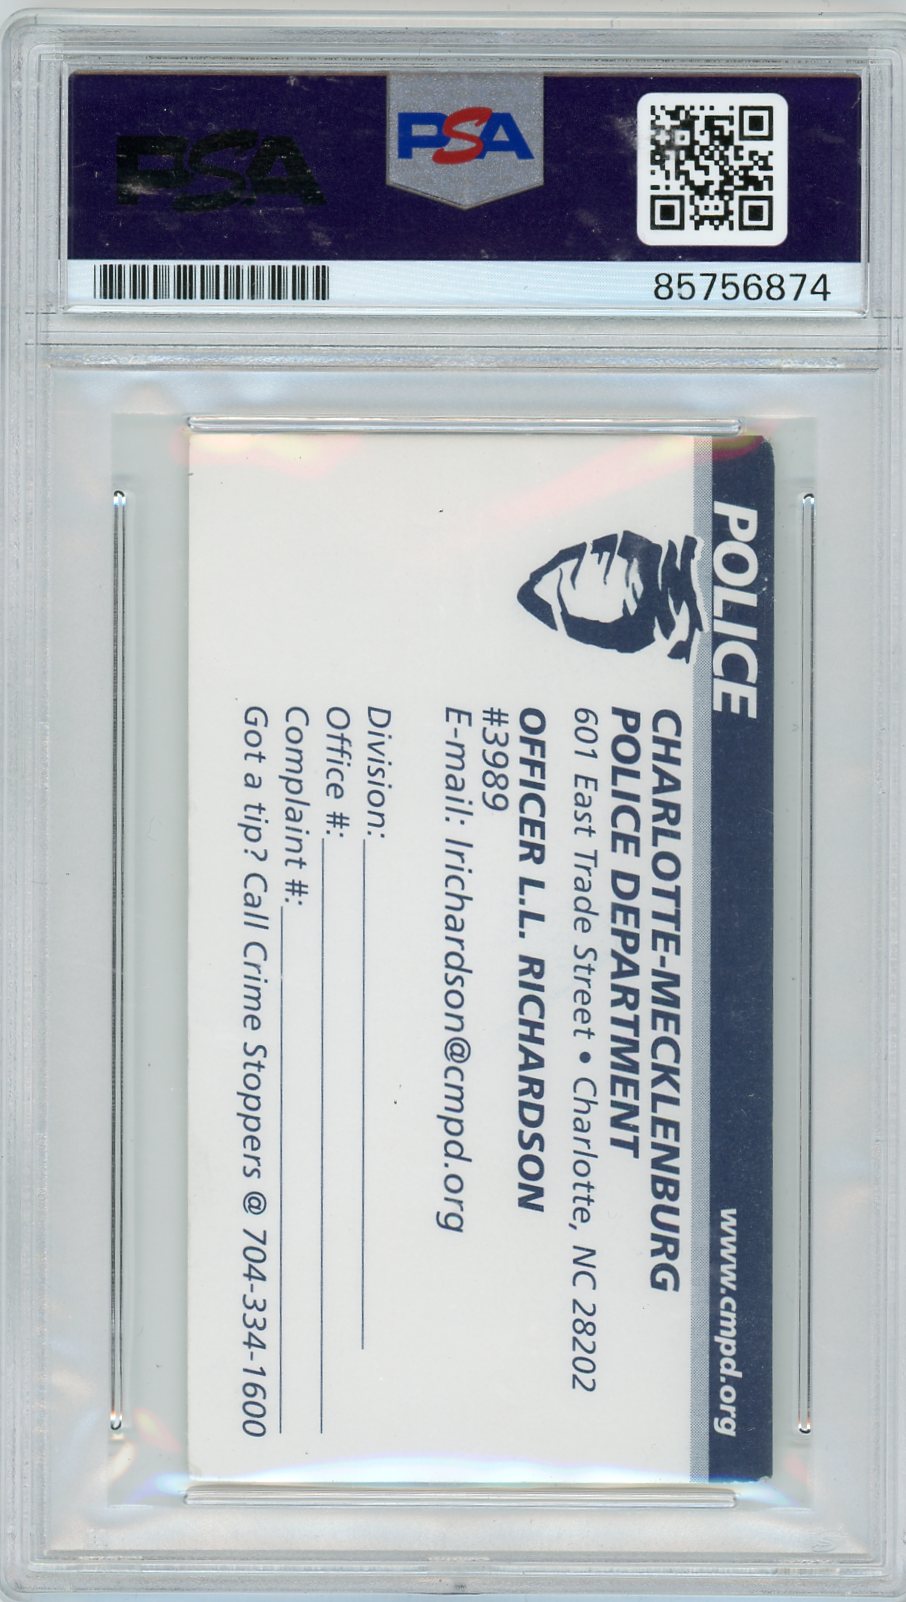 PSA
PSA
85756874
POLICE
www.cmpd.org
CHARLOTTE-MECKLENBURG
POLICE DEPARTMENT
601 East Trade Street • Charlotte, NC 28202
OFFICER L.L. RICHARDSON
#3989
E-mail: lrichardson@cmpd.org
Division:
Office #:
Complaint #:
Got a tip? Call Crime Stoppers @ 704-334-1600